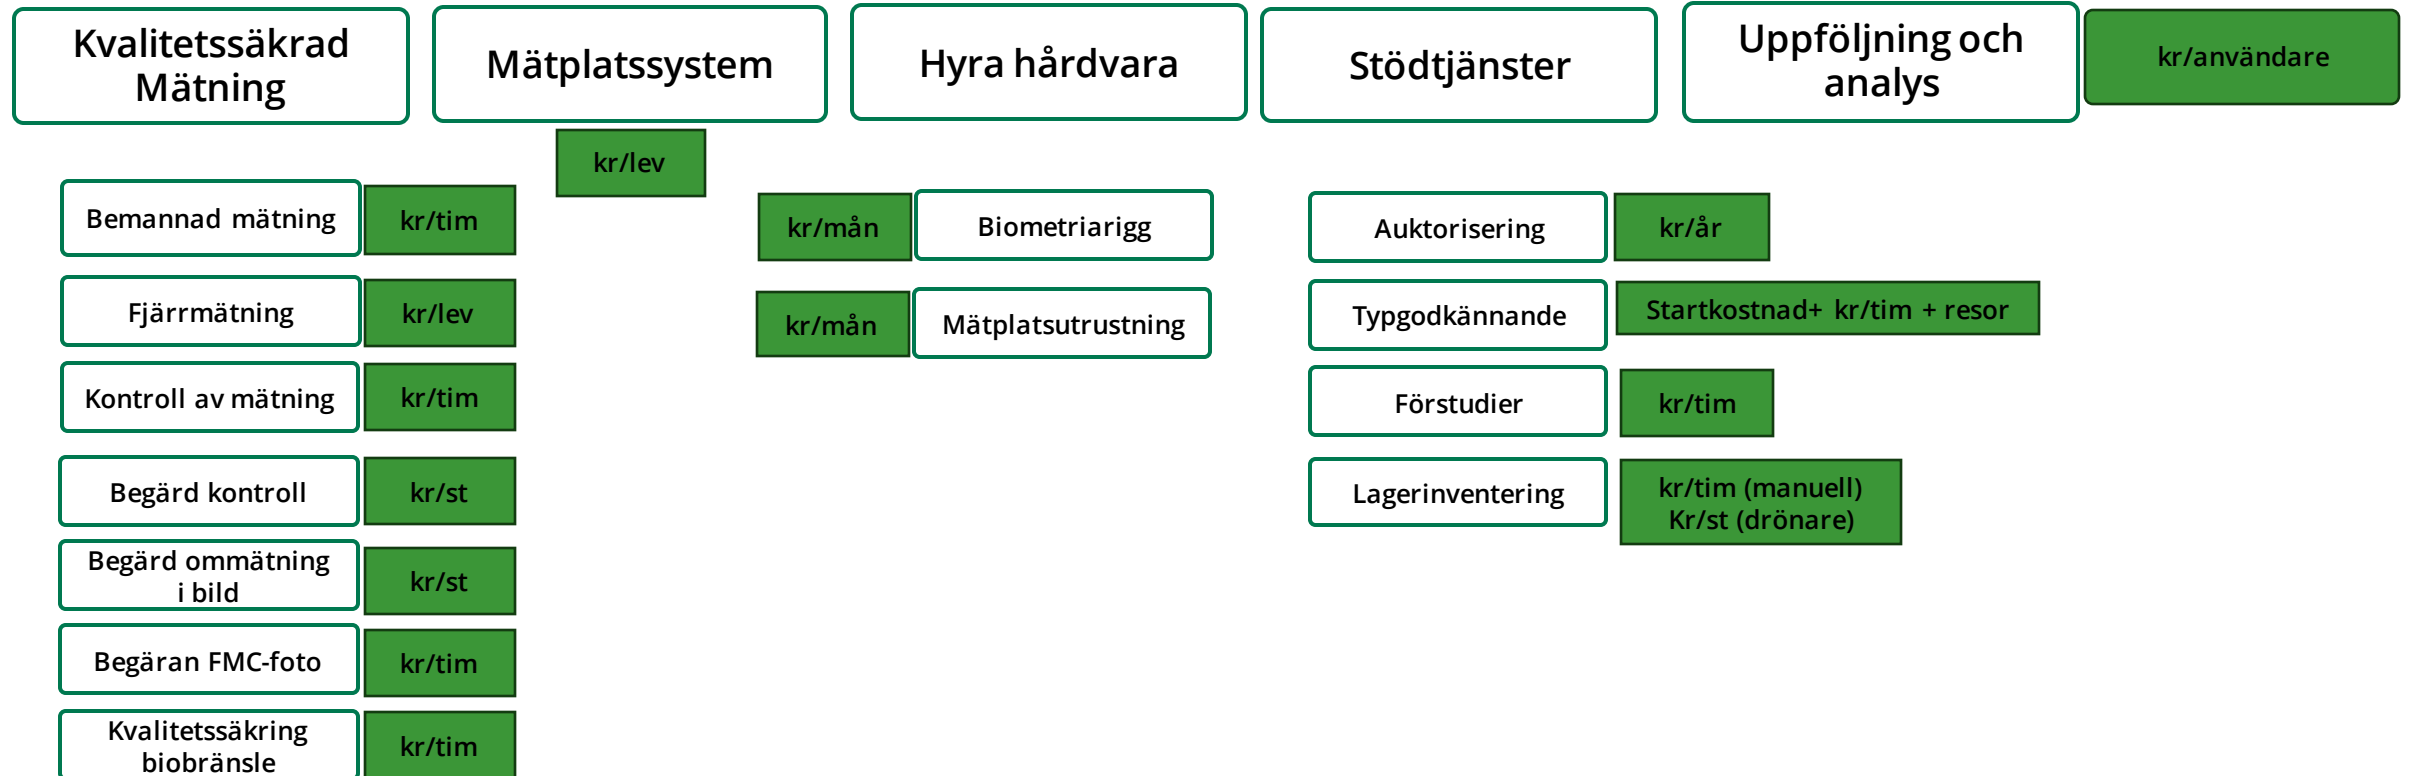 Kvalitetssäkrad
Mätning
Mätplatssystem
Hyra hårdvara
Stödtjänster
Uppföljning och
analys
kr/användare
kr/lev
Bemannad mätning
kr/tim
kr/mån
Biometriarigg
Auktorisering
kr/år
Fjärrmätning
kr/lev
kr/mån
Mätplatsutrustning
Typgodkännande
Startkostnad+ kr/tim + resor
Kontroll av mätning
kr/tim
Förstudier
kr/tim
Begärd kontroll
kr/st
Lagerinventering
kr/tim (manuell)
Kr/st (drönare)
Begärd ommätning
i bild
kr/st
Begäran FMC-foto
kr/tim
Kvalitetssäkring
biobränsle
kr/tim